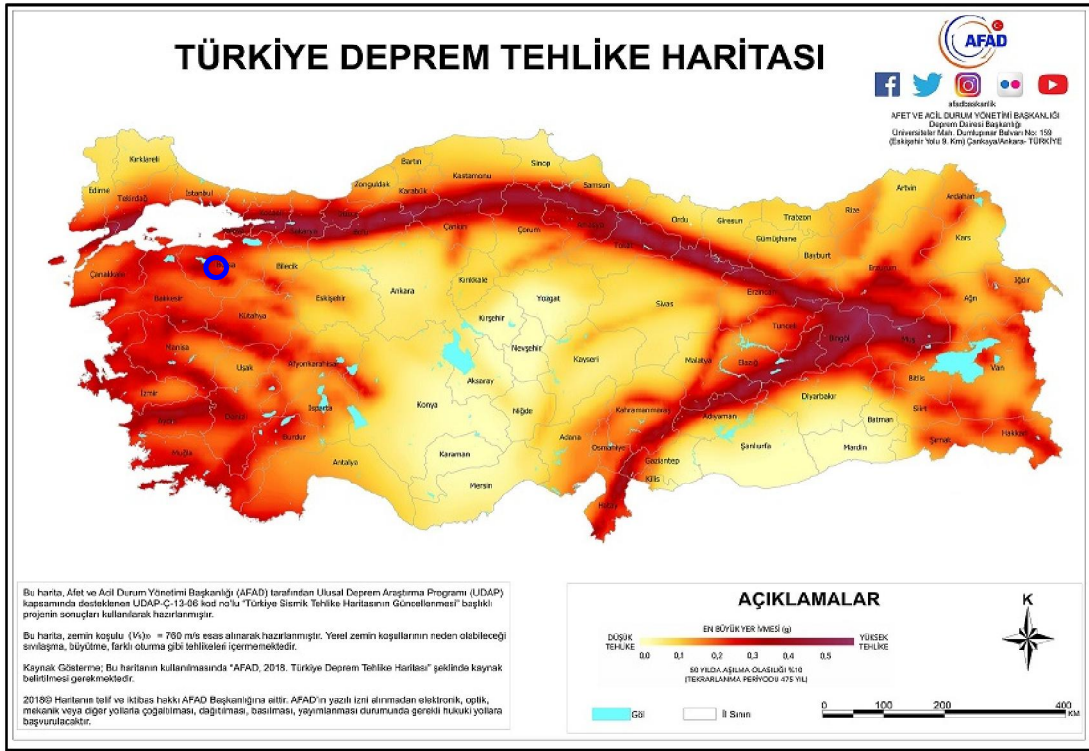 TÜRKİYE DEPREM TEHLİKE HARİTASI
AFAD
afadbaskanlik
AFET VE ACİL DURUM YÖNETİMİ BAŞKANLIĞI
Deprem Dairesi Başkanlığı
Üniversiteler Mah. Dumlupınar Bulvarı No: 159
(Eskişehir Yolu 9. Km) Çankaya/Ankara- TÜRKİYE
Kırklareli
Edirne
Tekirdağ
İstanbul
Zonguldak
Bartın
Karabük
Kastamonu
Sinop
Samsun
Ordu
Giresun
Trabzon
Rize
Artvin
Ardahan
Kars
Gümüşhane
Bayburt
Erzurum
Iğdır
Ağrı
Çankırı
Çorum
Çanakkale
Balıkesir
Bilecik
Eskişehir
Kütahya
Ankara
Kırıkkale
Yozgat
Sivas
Erzincan
Tunceli
Bingöl
Muş
Kırşehir
Nevşehir
Kayseri
Malatya
Elazığ
Bitlis
Van
Manisa
Uşak
Afyonkarahisar
Aksaray
Konya
Niğde
Kahramanmaraş
Adıyaman
Diyarbakır
Batman
Siirt
Şırnak
Hakkari
İzmir
Aydın
Denizli
Isparta
Burdur
Muğla
Antalya
Karaman
Mersin
Adana
Osmaniye
Gaziantep
Kilis
Şanlıurfa
Mardin
Hatay
Bu harita, Afet ve Acil Durum Yönetimi Başkanlığı (AFAD) tarafından Ulusal Deprem Araştırma Programı (UDAP)
kapsamında desteklenen UDAP-Ç-13-06 kod no'lu "Türkiye Sismik Tehlike Haritasının Güncellenmesi" başlıklı
projenin sonuçları kullanılarak hazırlanmıştır.
Bu harita, zemin koşulu (Vs)30 = 760 m/s esas alınarak hazırlanmıştır. Yerel zemin koşullarının neden olabileceği
sıvılaşma, büyütme, farklı oturma gibi tehlikeleri içermemektedir.
Kaynak Gösterme; Bu haritanın kullanılmasında "AFAD, 2018. Türkiye Deprem Tehlike Haritası" şeklinde kaynak
belirtilmesi gerekmektedir.
2018© Haritanın telif ve iktibas hakkı AFAD Başkanlığına aittir. AFAD'ın yazılı izni alınmadan elektronik, optik,
mekanik veya diğer yollarla çoğaltılması, dağıtılması, basılması, yayımlanması durumunda gerekli hukuki yollara
başvurulacaktır.
AÇIKLAMALAR
EN BÜYÜK YER İVMESİ (g)
DÜŞÜK TEHLİKE
YÜKSEK TEHLİKE
0,0 0,1 0,2 0,3 0,4 0,5
50 YILDA AŞILMA OLASILIĞI %10
(TEKRARLANMA PERİYODU 475 YIL)
Göl
İl Sınırı
K
0 100 200 400
KM